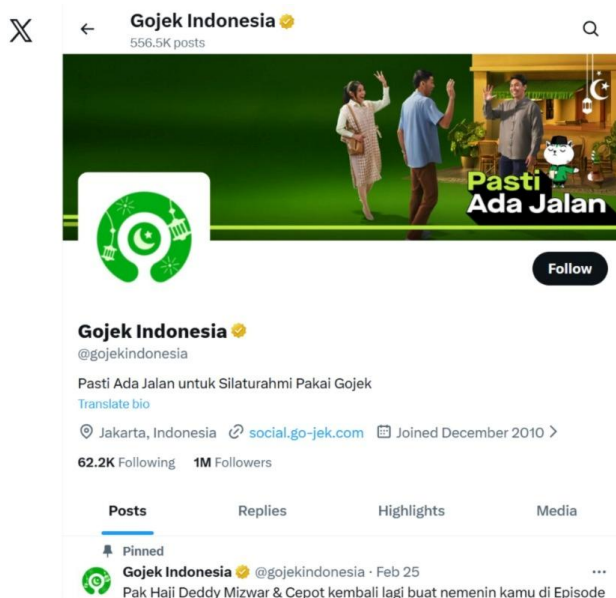 Gojek Indonesia
556.5K posts
Pasti
Ada Jalan
Follow
Gojek Indonesia
@gojekindonesia
Pasti Ada Jalan untuk Silaturahmi Pakai Gojek
Translate bio
Jakarta, Indonesia social.go-jek.com Joined December 2010
62.2K Following 1M Followers
Posts Replies Highlights Media
Pinned
Gojek Indonesia @gojekindonesia · Feb 25
Pak Haji Deddy Mizwar & Cepot kembali lagi buat nemenin kamu di Episode